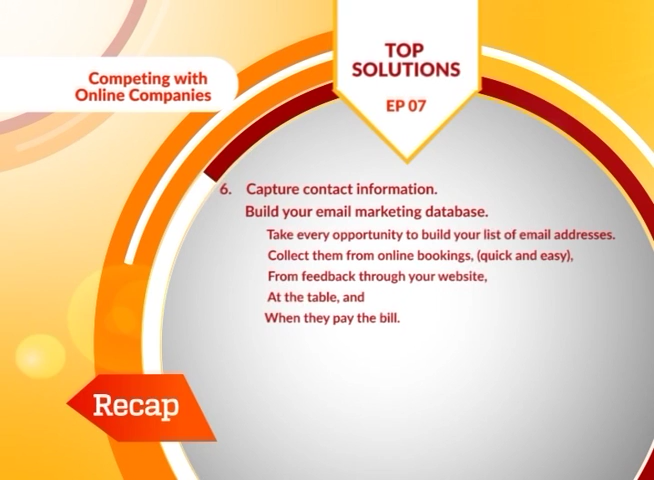 TOP
SOLUTIONS
EP 07
Competing with
Online Companies
6. Capture contact information.
Build your email marketing database.
Take every opportunity to build your list of email addresses.
Collect them from online bookings, (quick and easy),
From feedback through your website,
At the table, and
When they pay the bill.
Recap